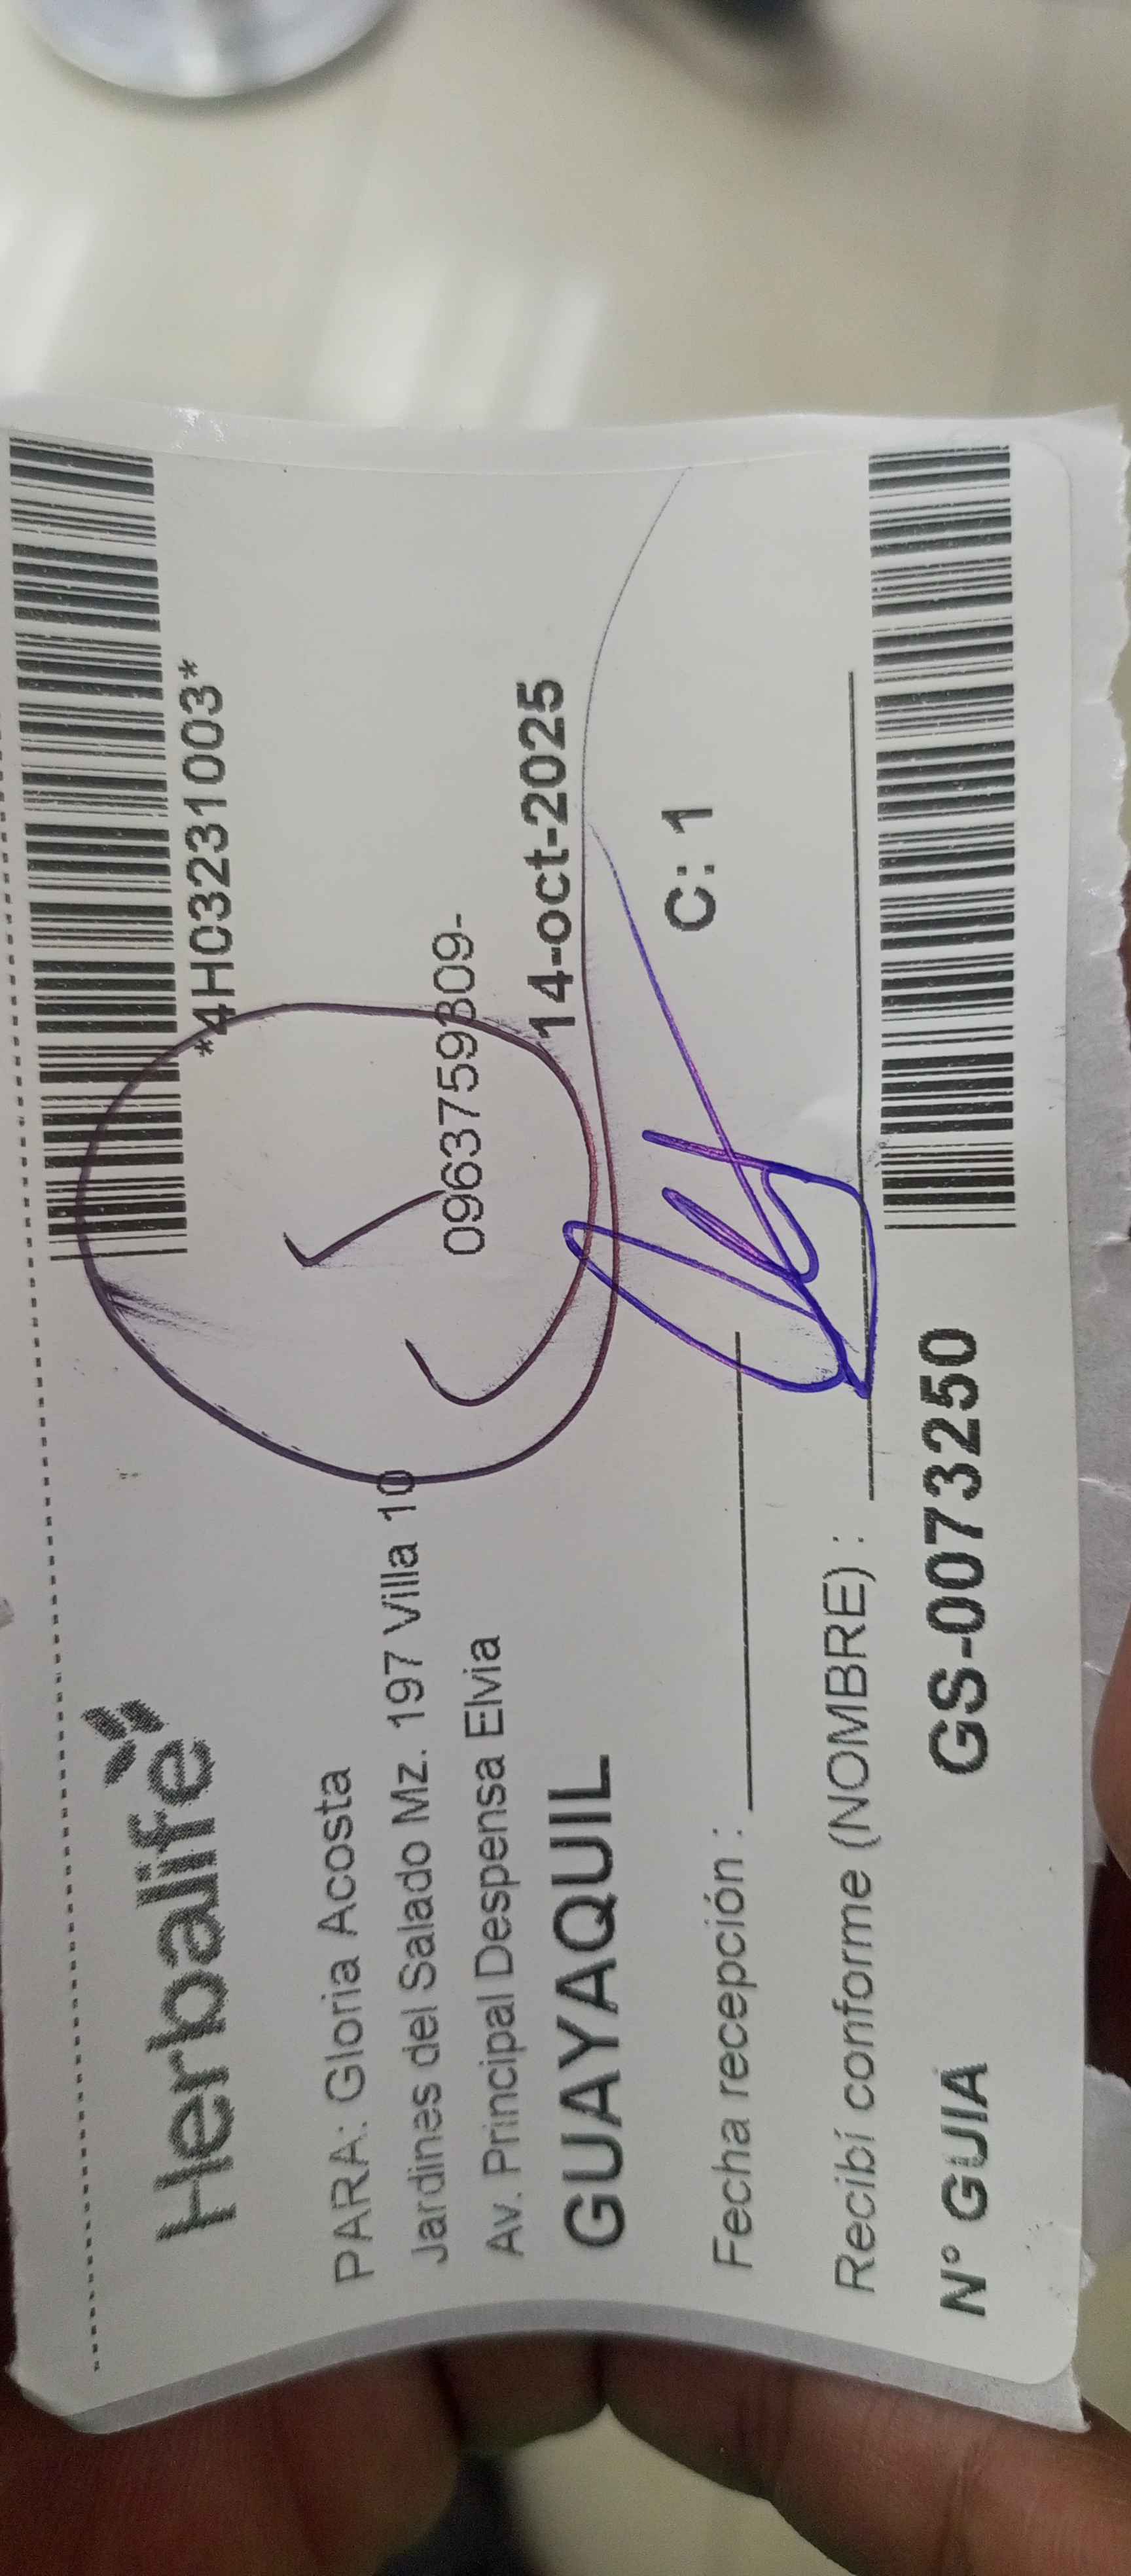 Herbalife
*4H03231003*
PARA: Gloria Acosta
Jardines del Salado Mz. 197 Villa 10
0963759809-
Av. Principal Despensa Elvia
GUAYAQUIL
14-oct-2025
Fecha recepción :
C: 1
Recibí conforme (NOMBRE) :
N° GUIA GS-0073250